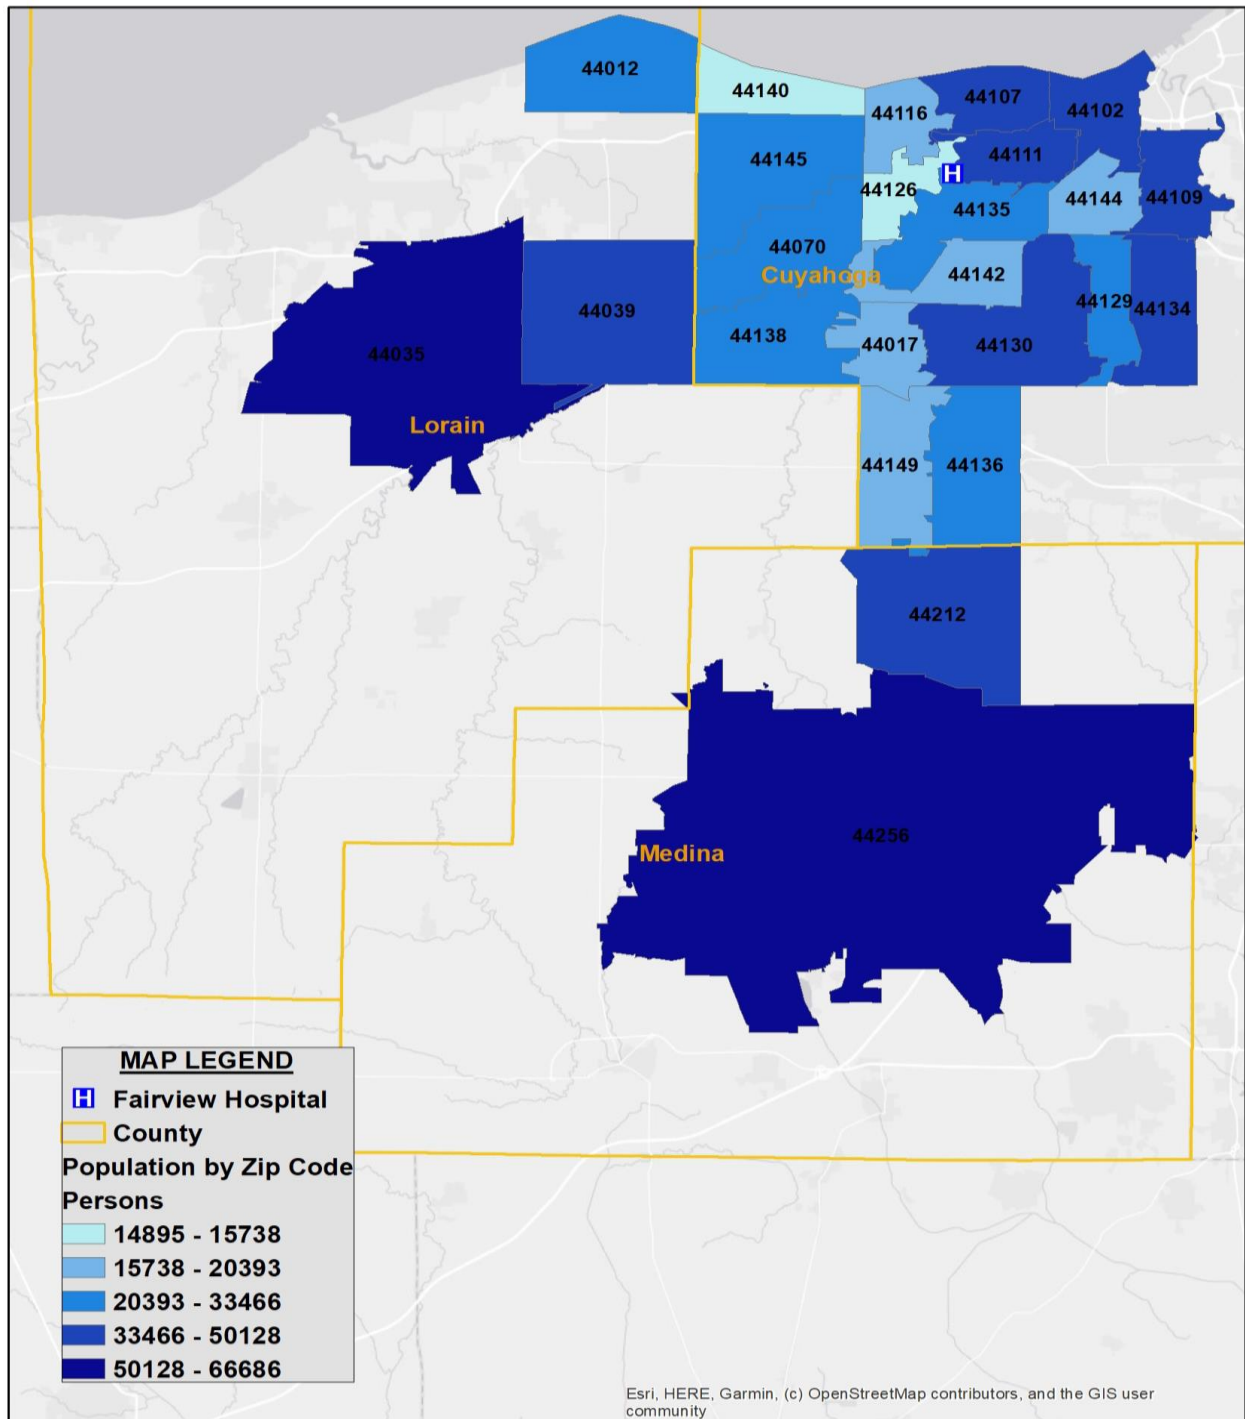 44012
44140
44107
44116
44102
44111
44145
44126
44144
44109
44135
44070
Cuyahoga
44142
44129
44134
44039
44138
44017
44130
44035
Lorain
44149
44136
44212
44256
Medina
MAP LEGEND
H Fairview Hospital
County
Population by Zip Code
Persons
14895 - 15738
15738 - 20393
20393 - 33466
33466 - 50128
50128 - 66686
H
Esri, HERE, Garmin, (c) OpenStreetMap contributors, and the GIS user
community